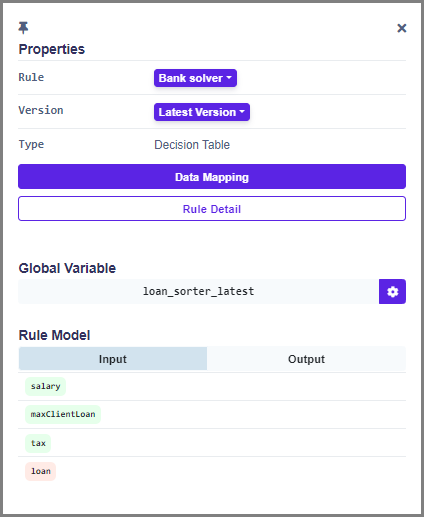 Properties
Rule Bank solver
Version Latest Version
Type Decision Table
Data Mapping
Rule Detail
Global Variable
loan_sorter_latest
Rule Model
Input Output
salary
maxClientLoan
tax
loan